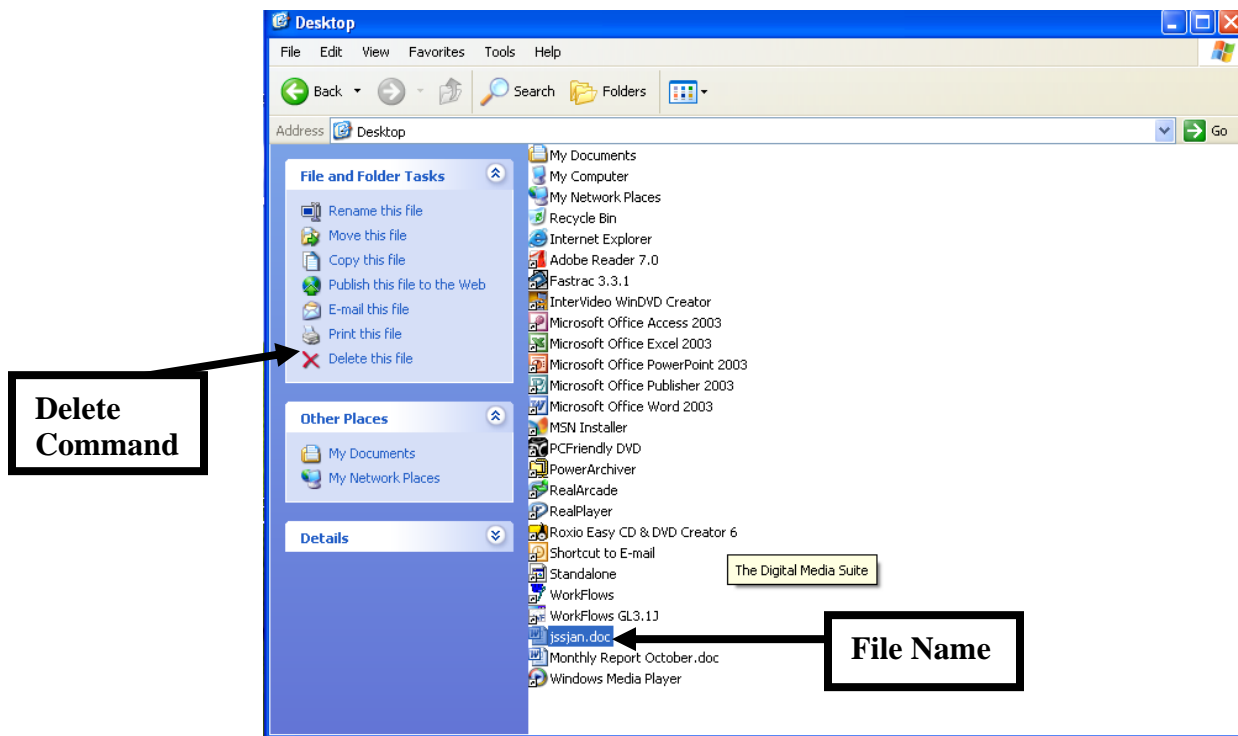 Desktop
File Edit View Favorites Tools Help
Back Search Folders
Address Desktop Go
File and Folder Tasks
Rename this file
Move this file
Copy this file
Publish this file to the Web
E-mail this file
Print this file
Delete this file
Other Places
My Documents
My Network Places
Details
My Documents
My Computer
My Network Places
Recycle Bin
Internet Explorer
Adobe Reader 7.0
Fastrac 3.3.1
InterVideo WinDVD Creator
Microsoft Office Access 2003
Microsoft Office Excel 2003
Microsoft Office PowerPoint 2003
Microsoft Office Publisher 2003
Microsoft Office Word 2003
MSN Installer
PCFriendly DVD
PowerArchiver
RealArcade
RealPlayer
Roxio Easy CD & DVD Creator 6
Shortcut to E-mail
Standalone
WorkFlows
WorkFlows GL3.1J
jssjan.doc
Monthly Report October.doc
Windows Media Player
The Digital Media Suite
Delete
Command
File Name